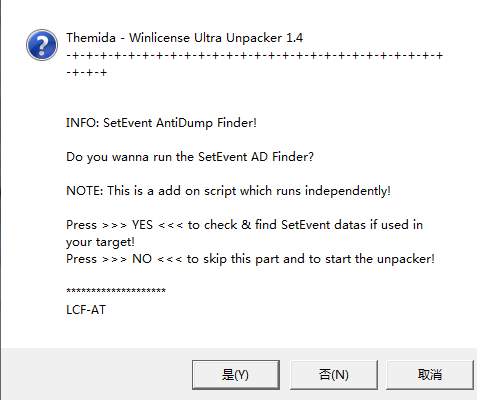 Themida - Winlicense Ultra Unpacker 1.4
-+-+-+-+-+-+-+-+-+-+-+-+-+-+-+-+-+-+-+-+-+-+-+-+-+-+-+
-+-+-+
INFO: SetEvent AntiDump Finder!
Do you wanna run the SetEvent AD Finder?
NOTE: This is a add on script which runs independently!
Press >>> YES <<< to check & find SetEvent datas if used in
your target!
Press >>> NO <<< to skip this part and to start the unpacker!
********************
LCF-AT
是(Y) 否(N) 取消